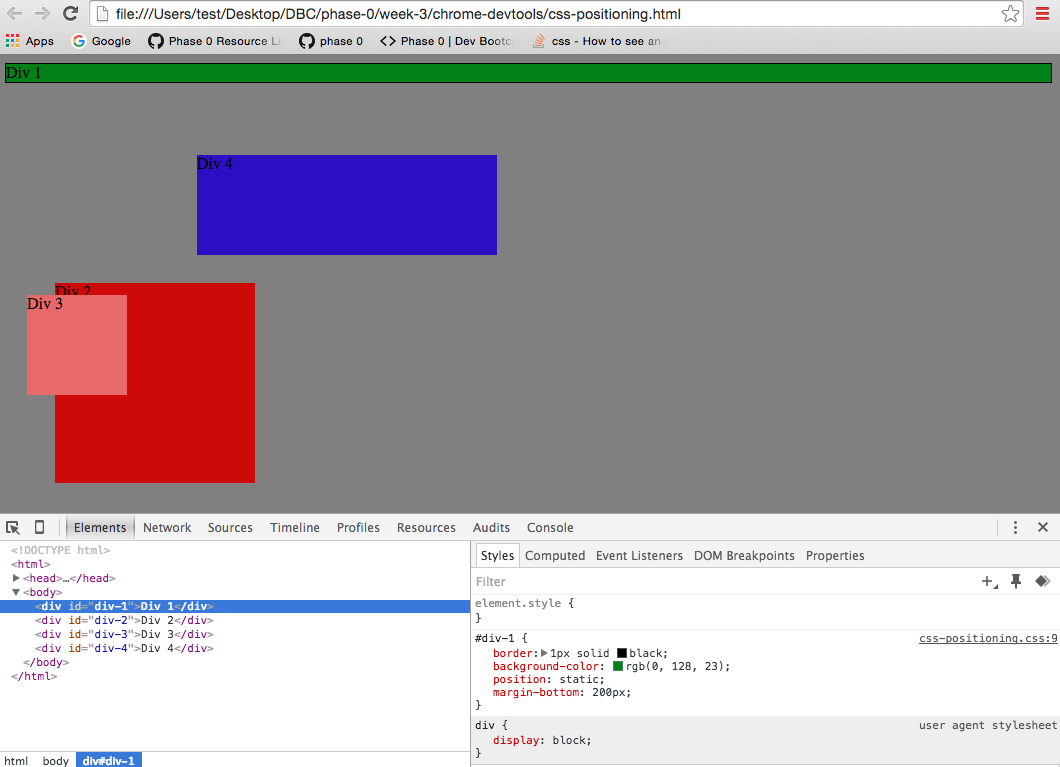 file:///Users/test/Desktop/DBC/phase-0/week-3/chrome-devtools/css-positioning.html
Apps Google Phase 0 Resource Li phase 0 <> Phase 0 | Dev Bootc css - How to see an
Div 1
Div 4
Div 2
Div 3
Elements Network Sources Timeline Profiles Resources Audits Console
<!DOCTYPE html>
<html>
<head>…</head>
<body>
<div id="div-1">Div 1</div>
<div id="div-2">Div 2</div>
<div id="div-3">Div 3</div>
<div id="div-4">Div 4</div>
</body>
</html>
html body div#div-1
Styles Computed Event Listeners DOM Breakpoints Properties
Filter
element.style {
}
#div-1 { css-positioning.css:9
border: 1px solid black;
background-color: rgb(0, 128, 23);
position: static;
margin-bottom: 200px;
}
div { user agent stylesheet
display: block;
}